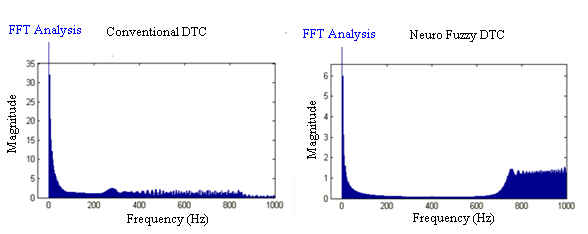 FFT Analysis Conventional DTC
35
30
25
20
15
10
5
0
Magnitude
0 200 400 600 800 1000
Frequency (Hz)
FFT Analysis Neuro Fuzzy DTC
6
5
4
3
2
1
0
Magnitude
0 200 400 600 800 1000
Frequency (Hz)